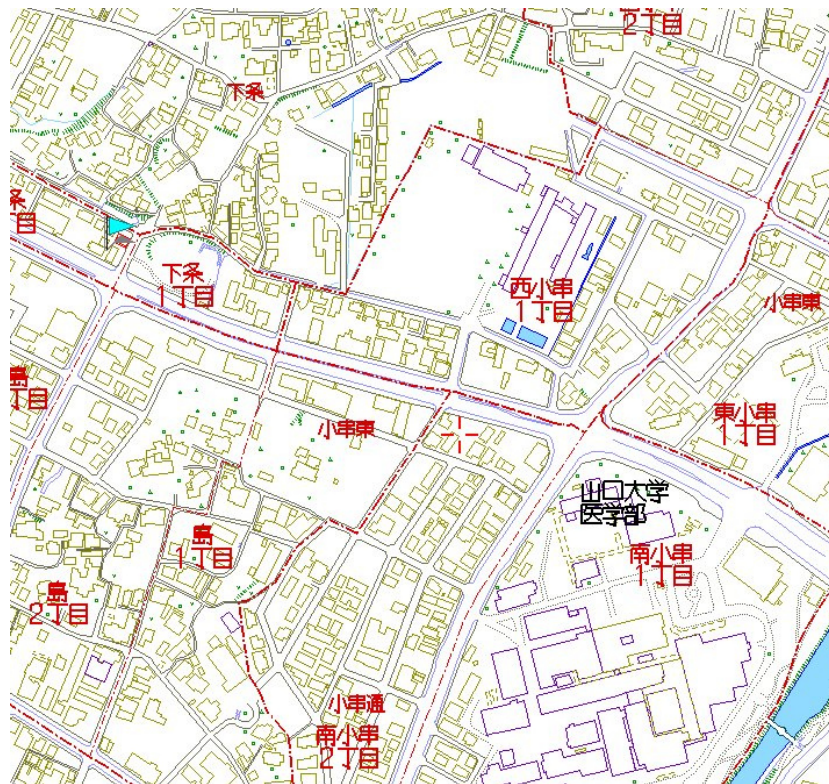 2丁目
下条
丁目
下条
1丁目
西小串
1丁目
小串東
丁目
小串東
東小串
1丁目
山口大学
医学部
島
1丁目
南小串
1丁目
島
2丁目
小串通
南小串
2丁目